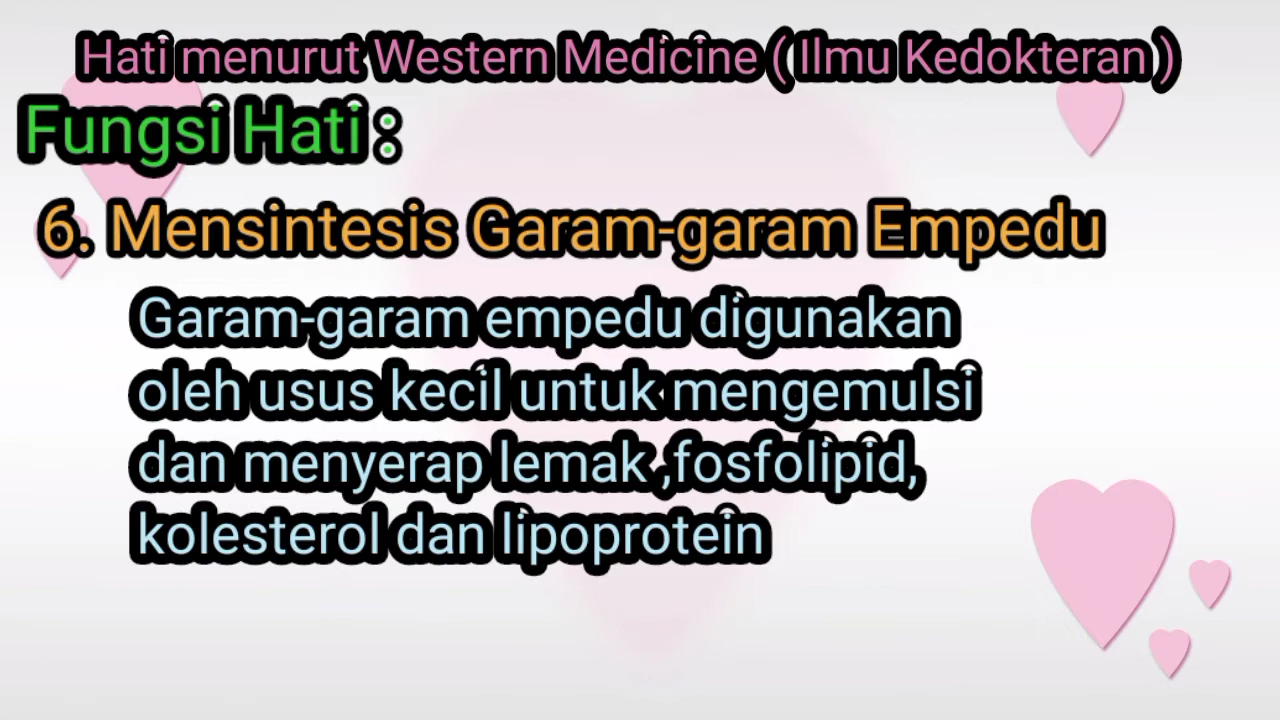 Hati menurut Western Medicine ( Ilmu Kedokteran )
Fungsi Hati :
6. Mensintesis Garam-garam Empedu
Garam-garam empedu digunakan
oleh usus kecil untuk mengemulsi
dan menyerap lemak ,fosfolipid,
kolesterol dan lipoprotein